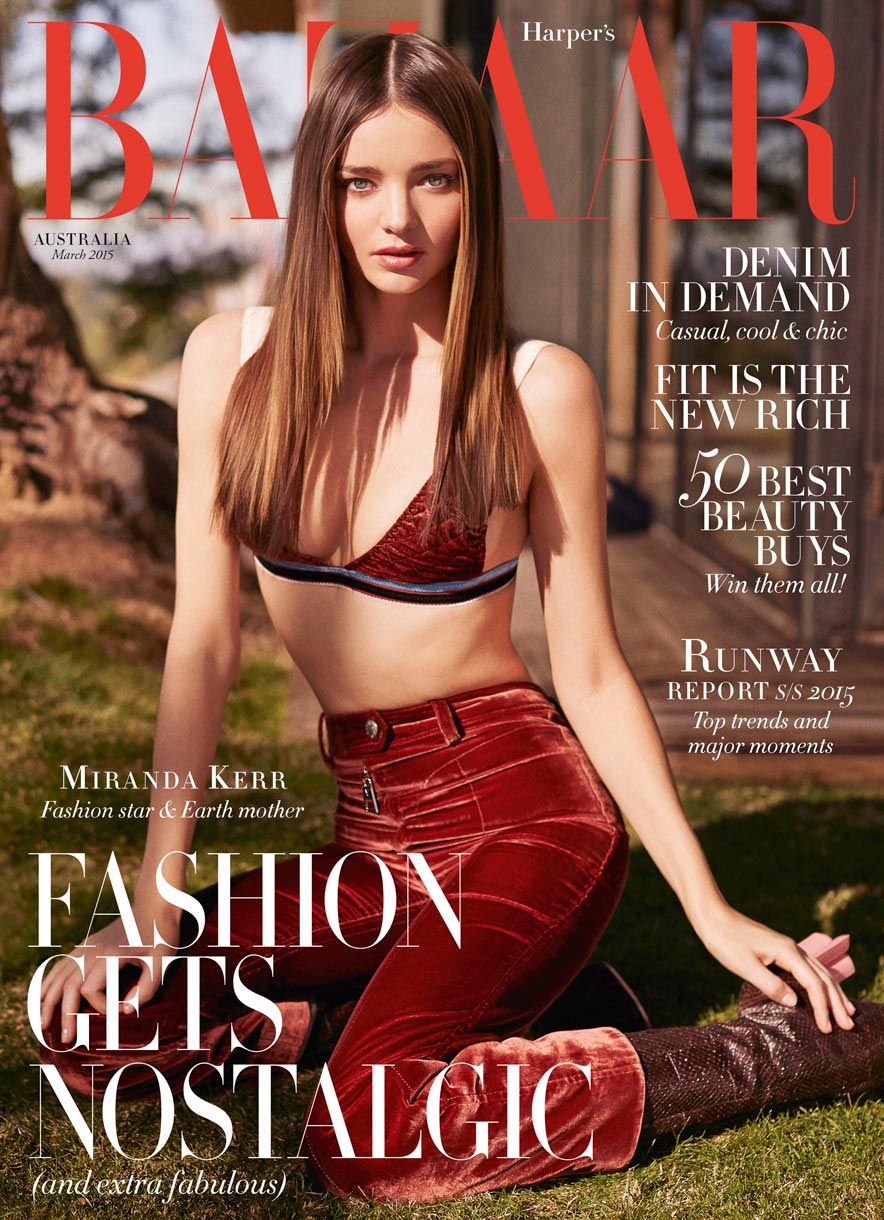 Harper's
BAZAAR
AUSTRALIA
March 2015
DENIM
IN DEMAND
Casual, cool & chic
FIT IS THE
NEW RICH
50 BEST
BEAUTY
BUYS
Win them all!
RUNWAY
REPORT S/S 2015
Top trends and
major moments
MIRANDA KERR
Fashion star & Earth mother
FASHION
GETS
NOSTALGIC
(and extra fabulous)